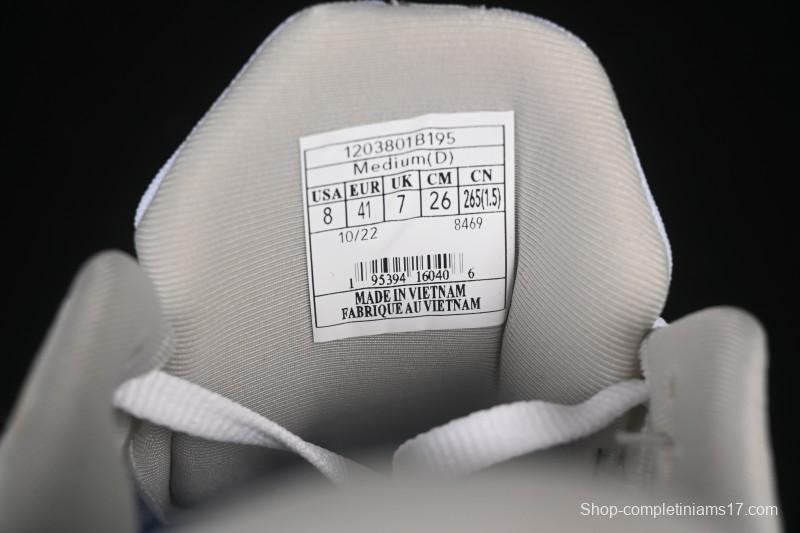 1203801B195
Medium(D)
USA EUR UK CM CN
8 41 7 26 265(1.5)
10/22 8469
1 95394 16040 6
MADE IN VIETNAM
FABRIQUE AU VIETNAM
Shop-completiniams17.com